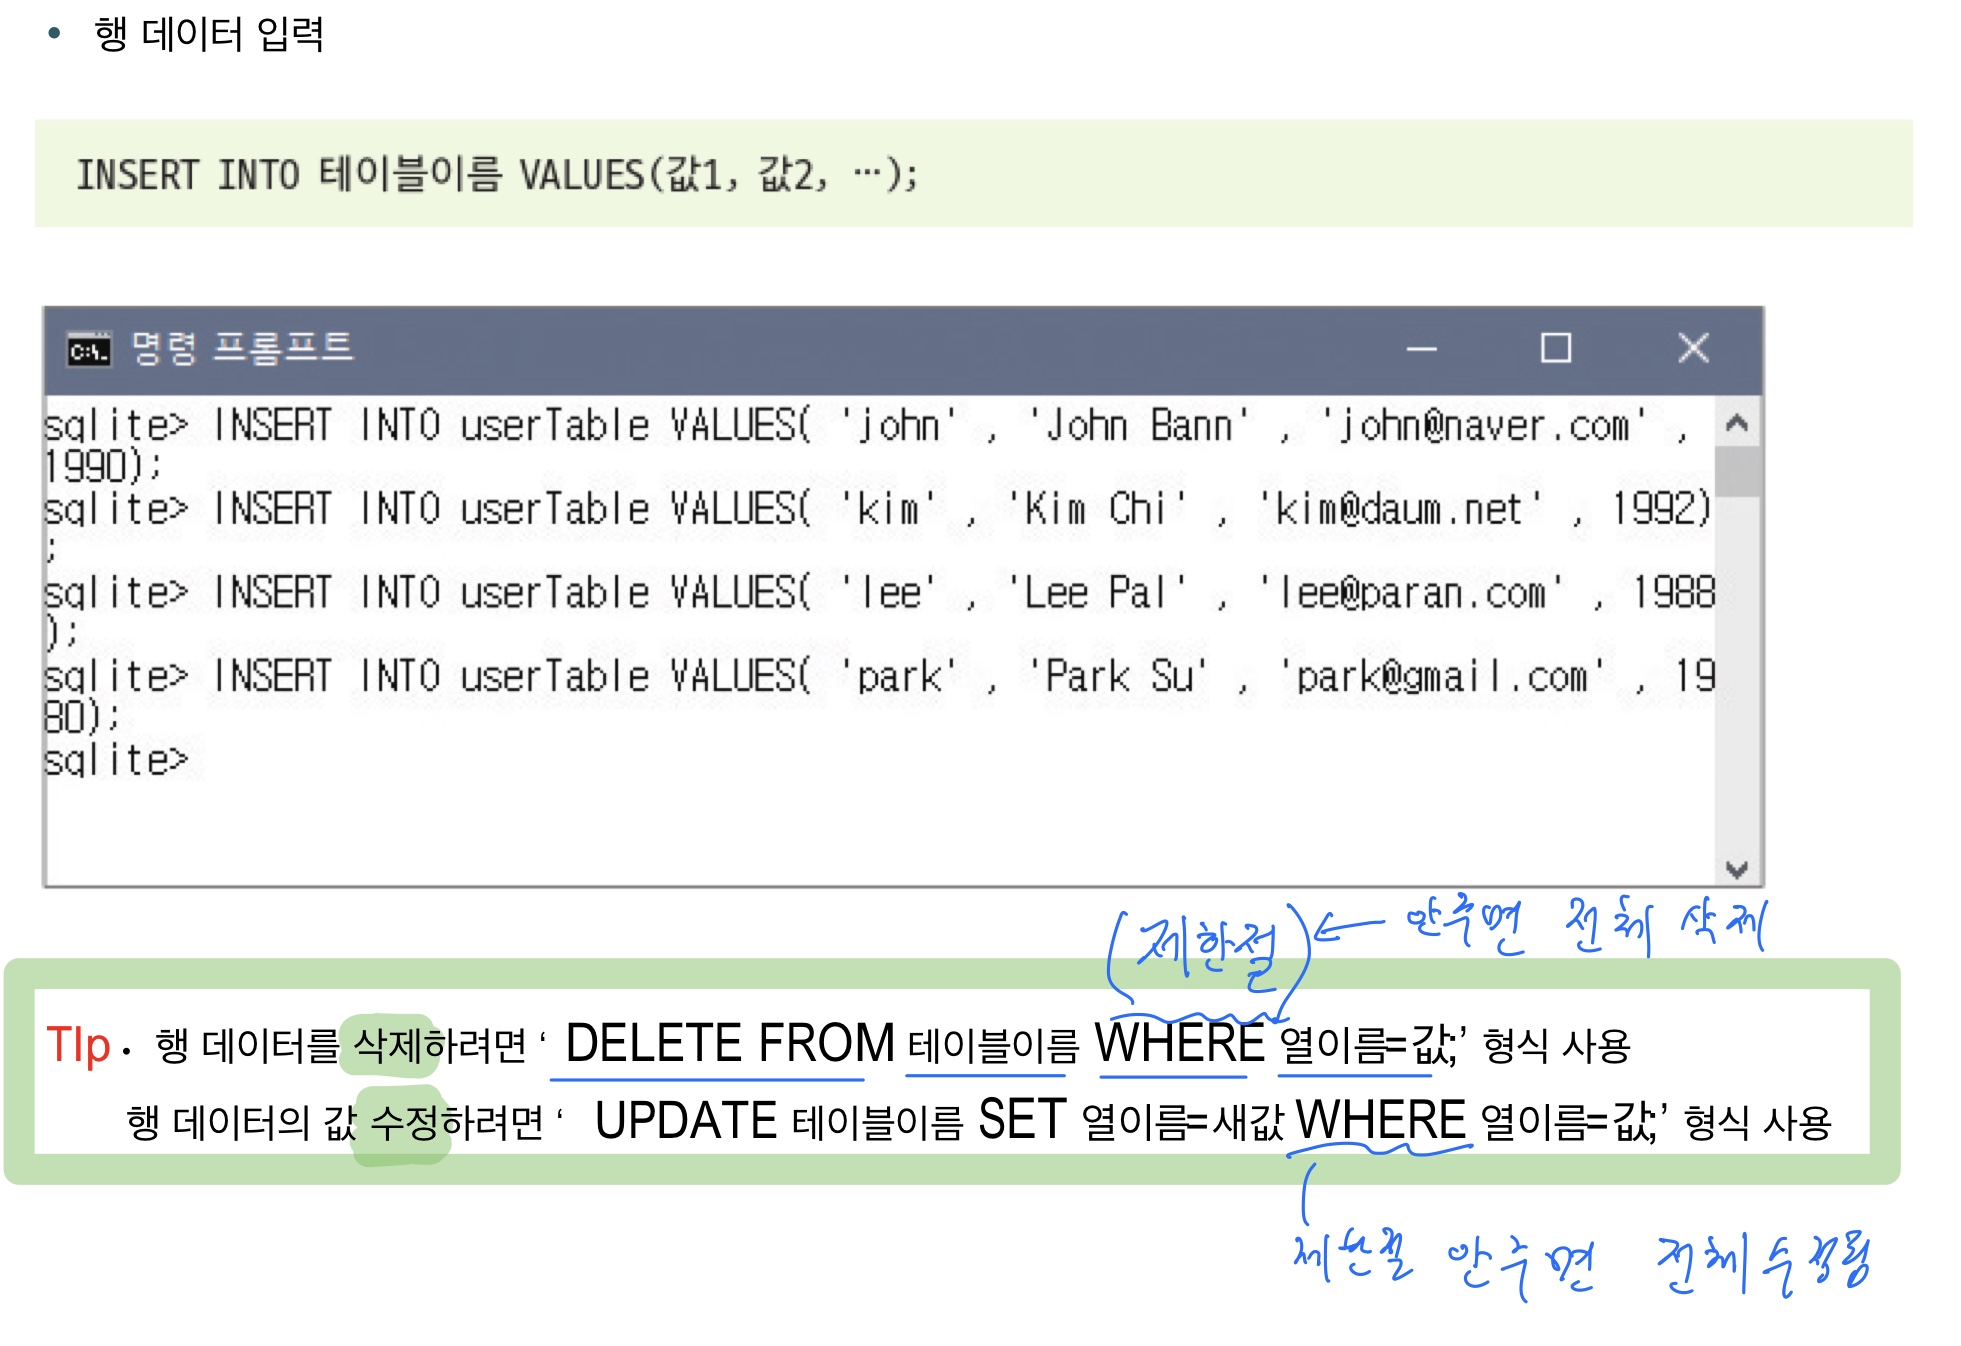 • 행 데이터 입력
INSERT INTO 테이블이름 VALUES(값1, 값2, …);
명령 프롬프트
sqlite> INSERT INTO userTable VALUES( 'john' , 'John Bann' , 'john@naver.com' ,
1990);
sqlite> INSERT INTO userTable VALUES( 'kim' , 'Kim Chi' , 'kim@daum.net' , 1992)
;
sqlite> INSERT INTO userTable VALUES( 'lee' , 'Lee Pal' , 'lee@paran.com' , 1988
);
sqlite> INSERT INTO userTable VALUES( 'park' , 'Park Su' , 'park@gmail.com' , 19
80);
sqlite>
(제한절) ← 안주면 전체 삭제
TIp. 행 데이터를 삭제하려면 ‘ DELETE FROM 테이블이름 WHERE 열이름=값;’ 형식 사용
행 데이터의 값 수정하려면 ‘ UPDATE 테이블이름 SET 열이름=새값 WHERE 열이름=값;’ 형식 사용
제한절 안주면 전체수정됨